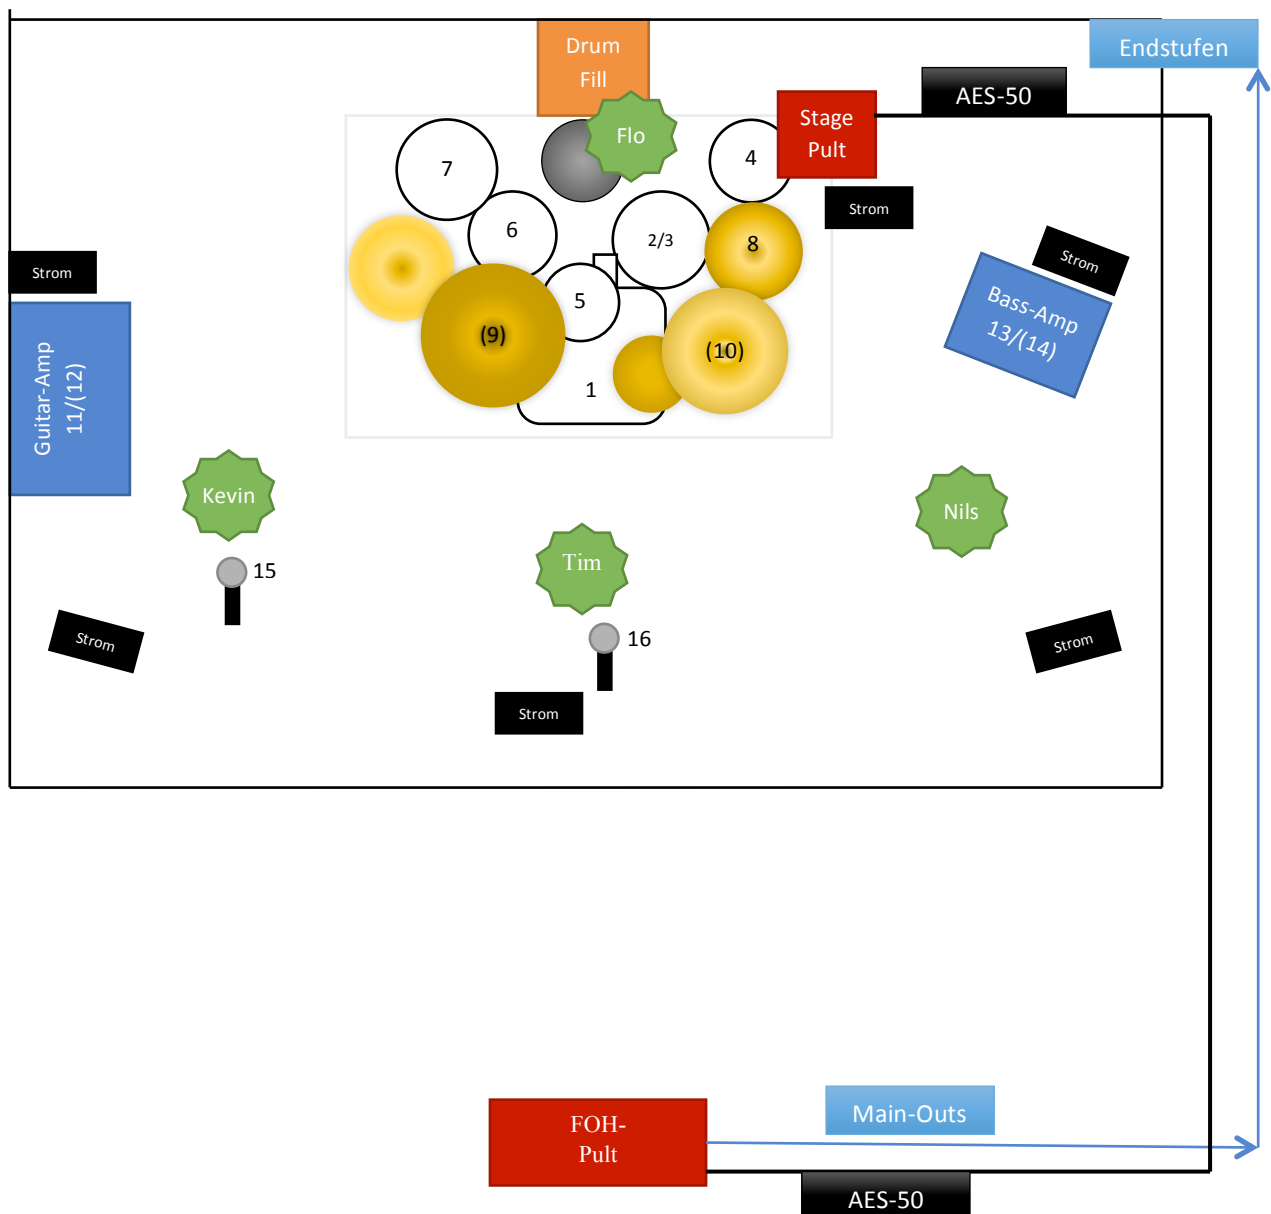 Drum
Fill
Endstufen
AES-50
Stage
Pult
Flo
7
4
6
2/3
8
Strom
Strom
Strom
Bass-Amp
13/(14)
5
(9)
(10)
1
Guitar-Amp
11/(12)
Kevin
Nils
Tim
15
16
Strom
Strom
Strom
FOH-
Pult
Main-Outs
AES-50